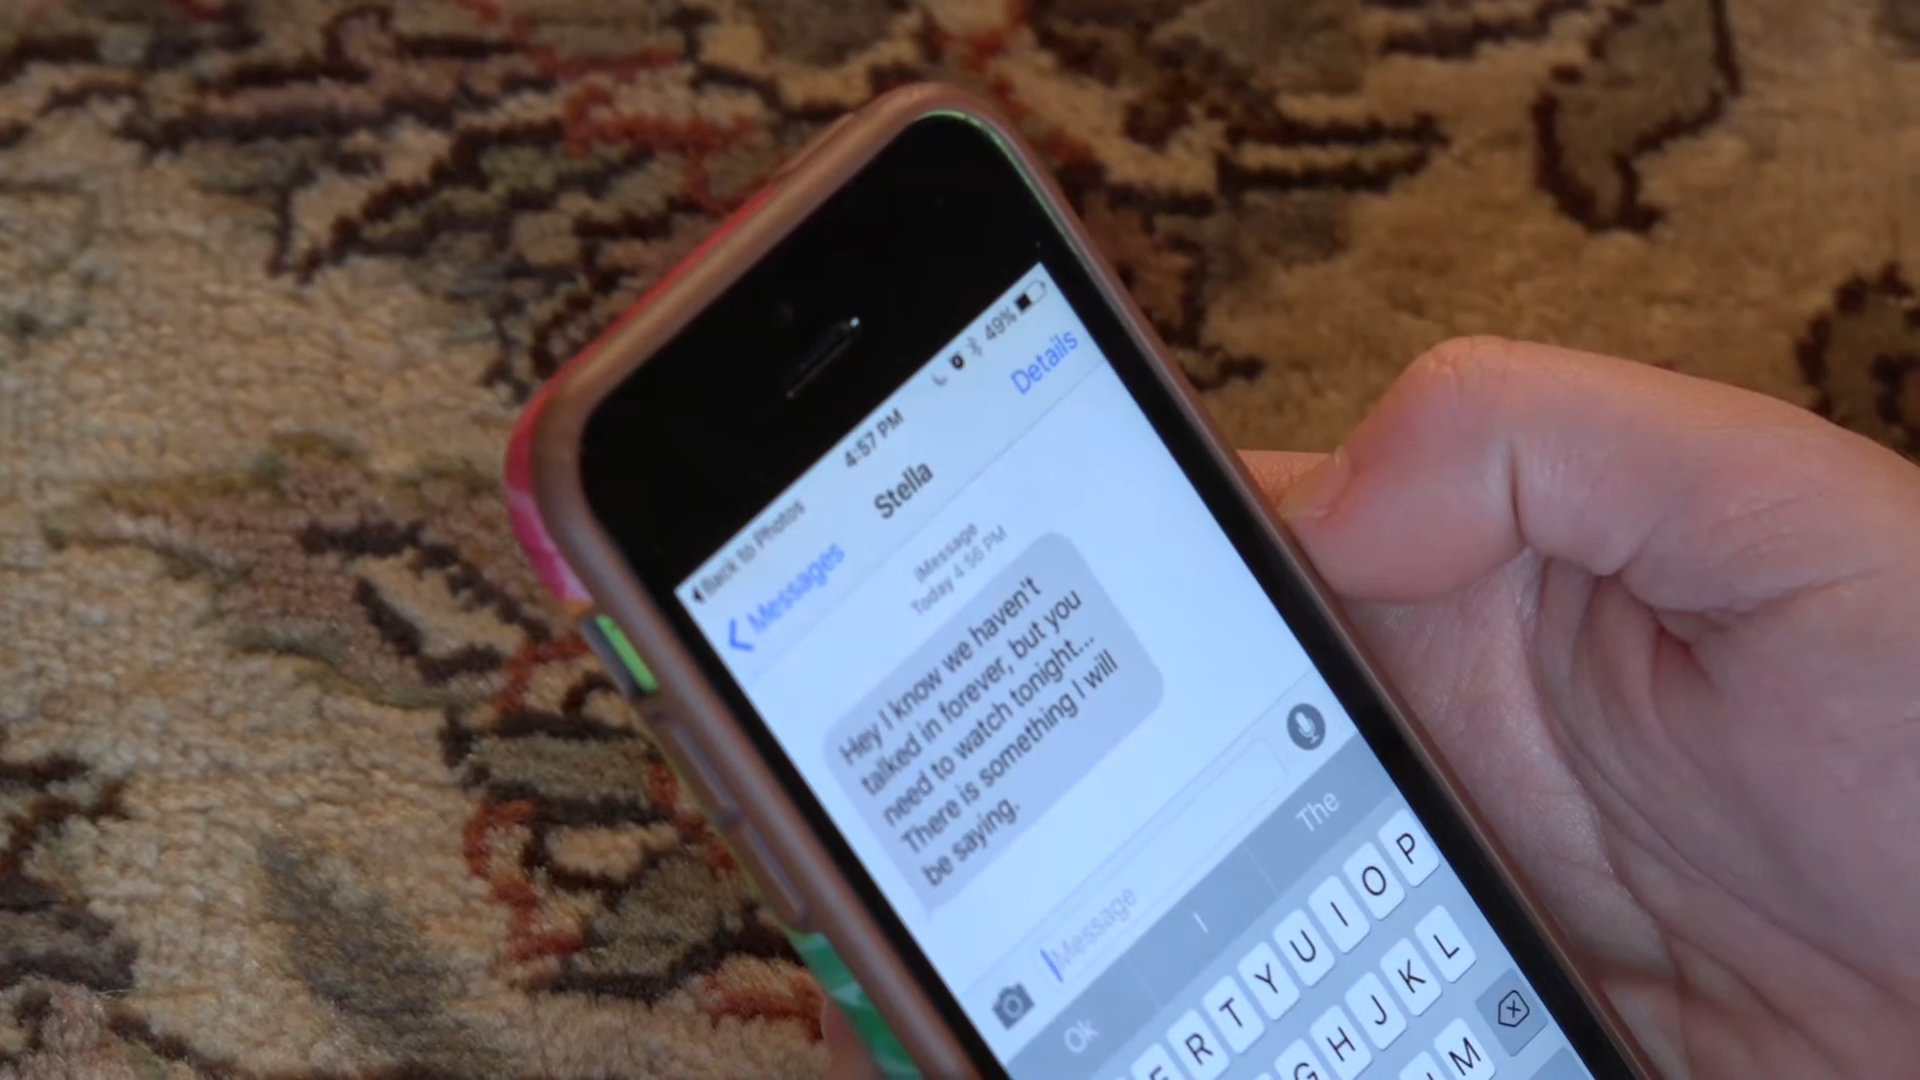 Back to Photos
4:57 PM
49%
Messages
Stella
Details
iMessage
Today 4:56 PM
Hey I know we haven't
talked in forever, but you
need to watch tonight...
There is something I will
be saying.
Message
Ok
I
The
E R T Y U I O P
G H J K L
M